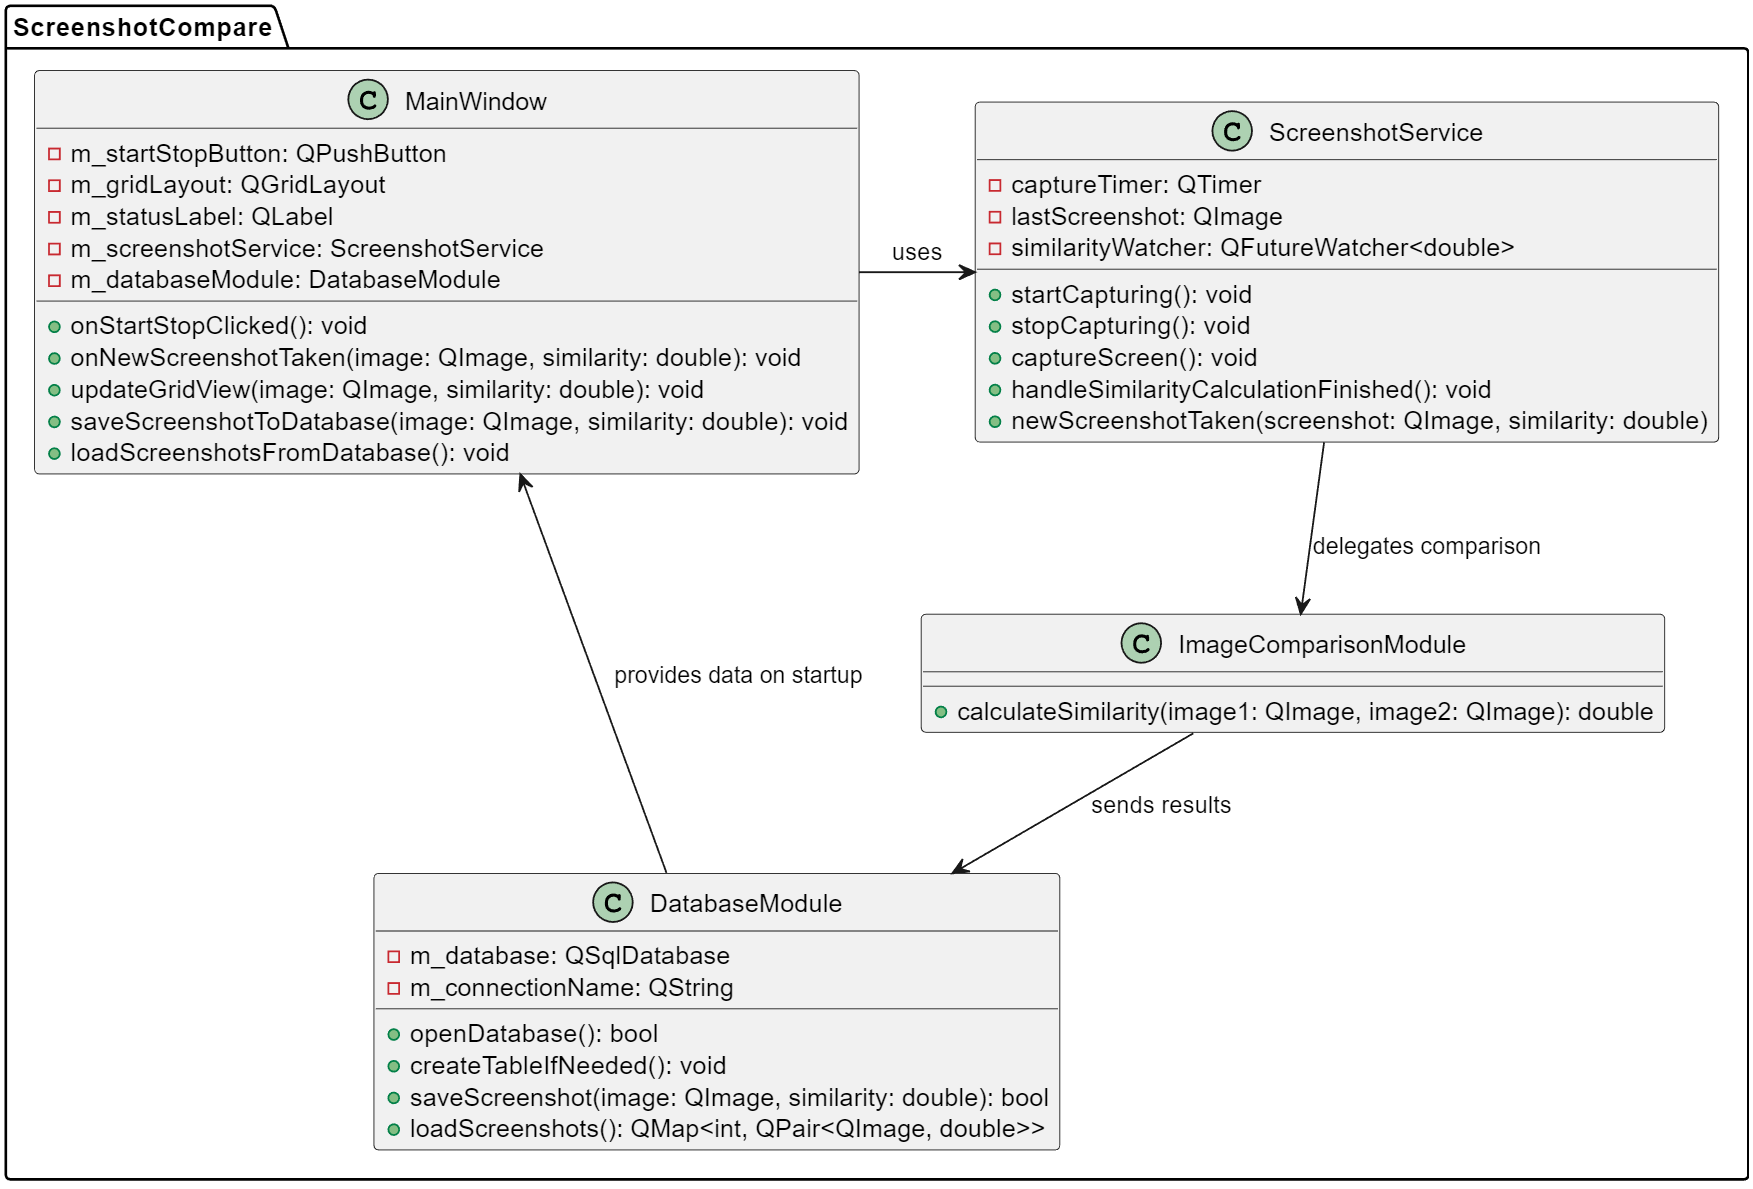 ScreenshotCompare
C MainWindow
m_startStopButton: QPushButton
m_gridLayout: QGridLayout
m_statusLabel: QLabel
m_screenshotService: ScreenshotService
m_databaseModule: DatabaseModule
onStartStopClicked(): void
onNewScreenshotTaken(image: QImage, similarity: double): void
updateGridView(image: QImage, similarity: double): void
saveScreenshotToDatabase(image: QImage, similarity: double): void
loadScreenshotsFromDatabase(): void
uses
C ScreenshotService
captureTimer: QTimer
lastScreenshot: QImage
similarityWatcher: QFutureWatcher<double>
startCapturing(): void
stopCapturing(): void
captureScreen(): void
handleSimilarityCalculationFinished(): void
newScreenshotTaken(screenshot: QImage, similarity: double)
delegates comparison
C ImageComparisonModule
calculateSimilarity(image1: QImage, image2: QImage): double
provides data on startup
sends results
C DatabaseModule
m_database: QSqlDatabase
m_connectionName: QString
openDatabase(): bool
createTableIfNeeded(): void
saveScreenshot(image: QImage, similarity: double): bool
loadScreenshots(): QMap<int, QPair<QImage, double>>